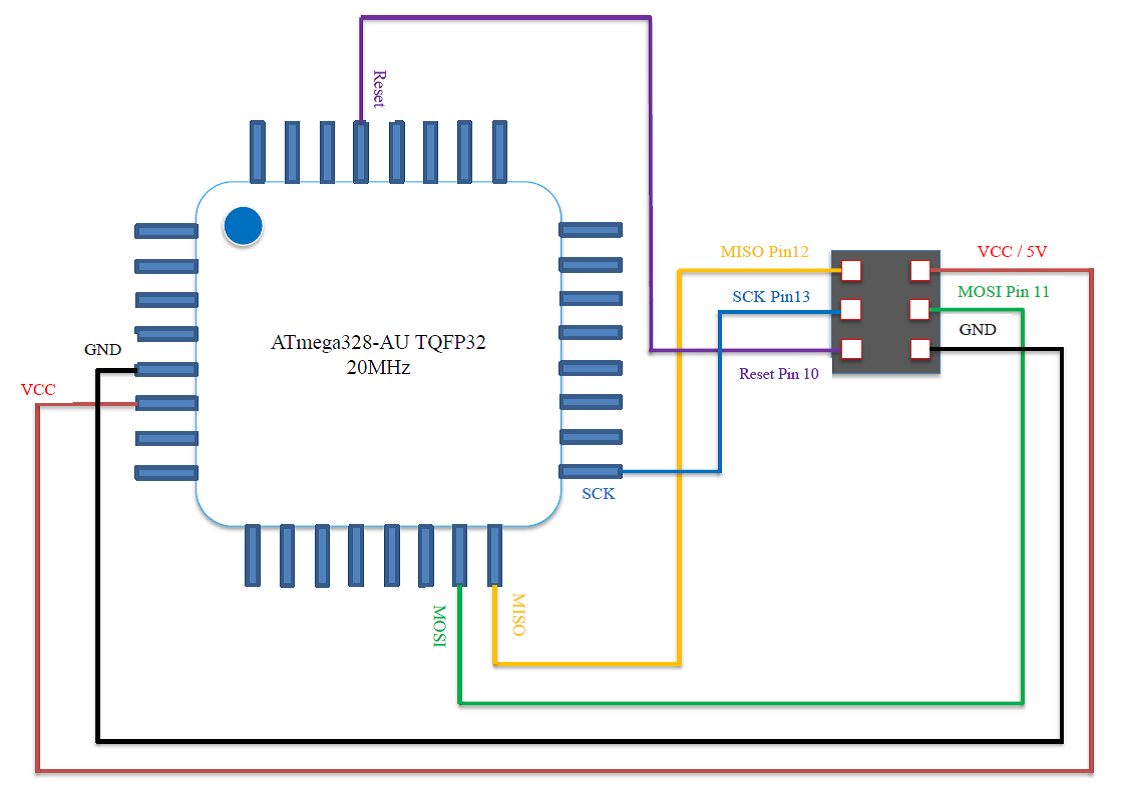 Reset
MISO Pin12
VCC / 5V
SCK Pin13
MOSI Pin 11
GND
ATmega328-AU TQFP32
20MHz
GND
Reset Pin 10
VCC
SCK
MOSI
MISO